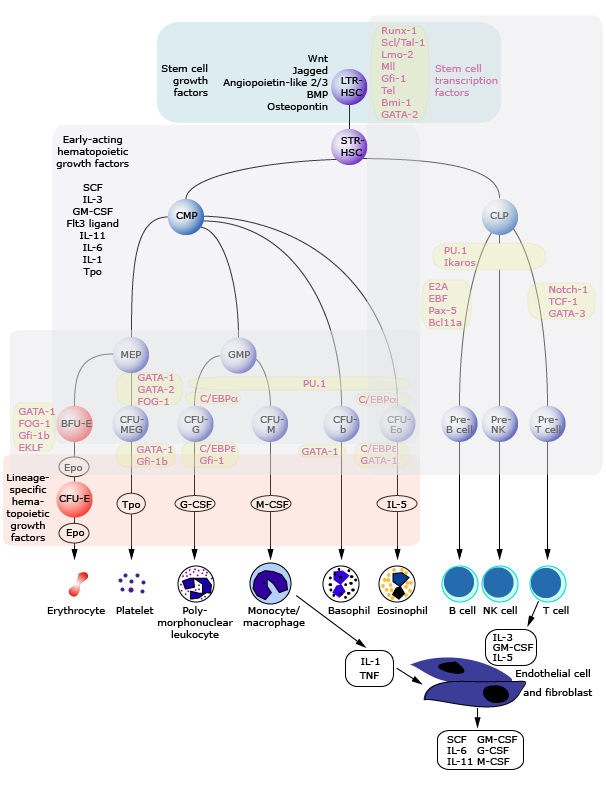 Stem cell
growth
factors
Wnt
Jagged
Angiopoietin-like 2/3
BMP
Osteopontin
LTR-
HSC
Runx-1
Scl/Tal-1
Lmo-2
Mll
Gfi-1
Tel
Bmi-1
GATA-2
Stem cell
transcription
factors
STR-
HSC
Early-acting
hematopoietic
growth factors
SCF
IL-3
GM-CSF
Flt3 ligand
IL-11
IL-6
IL-1
Tpo
CMP
CLP
PU.1
Ikaros
E2A
EBF
Pax-5
Bcl11a
Notch-1
TCF-1
GATA-3
MEP
GMP
GATA-1
GATA-2
FOG-1
PU.1
C/EBPα
C/EBPα
GATA-1
FOG-1
Gfi-1b
EKLF
BFU-E
CFU-
MEG
CFU-
G
CFU-
M
CFU-
b
CFU-
Eo
Pre-
B cell
Pre-
NK
Pre-
T cell
GATA-1
Gfi-1b
C/EBPε
Gfi-1
GATA-1
C/EBPε
GATA-1
Epo
Lineage-
specific
hema-
topoietic
growth
factors
CFU-E
Epo
Tpo
G-CSF
M-CSF
IL-5
Erythrocyte
Platelet
Poly-
morphonuclear
leukocyte
Monocyte/
macrophage
Basophil
Eosinophil
B cell
NK cell
T cell
IL-3
GM-CSF
IL-5
IL-1
TNF
Endothelial cell
and fibroblast
SCF GM-CSF
IL-6 G-CSF
IL-11 M-CSF